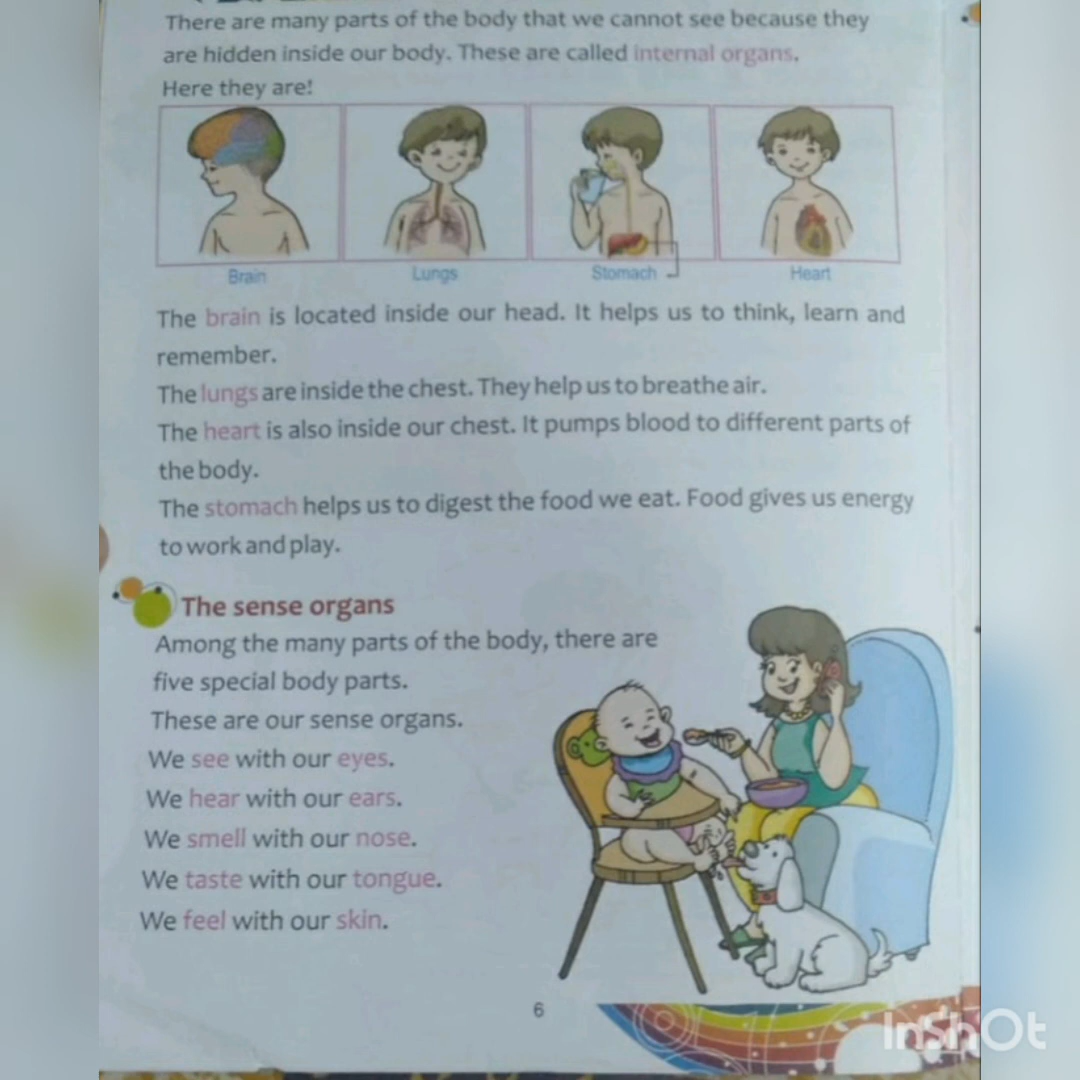 There are many parts of the body that we cannot see because they
are hidden inside our body. These are called internal organs.
Here they are!
Brain Lungs Stomach Heart
The brain is located inside our head. It helps us to think, learn and
remember.
The lungs are inside the chest. They help us to breathe air.
The heart is also inside our chest. It pumps blood to different parts of
the body.
The stomach helps us to digest the food we eat. Food gives us energy
to work and play.
The sense organs
Among the many parts of the body, there are
five special body parts.
These are our sense organs.
We see with our eyes.
We hear with our ears.
We smell with our nose.
We taste with our tongue.
We feel with our skin.
6
InShOt